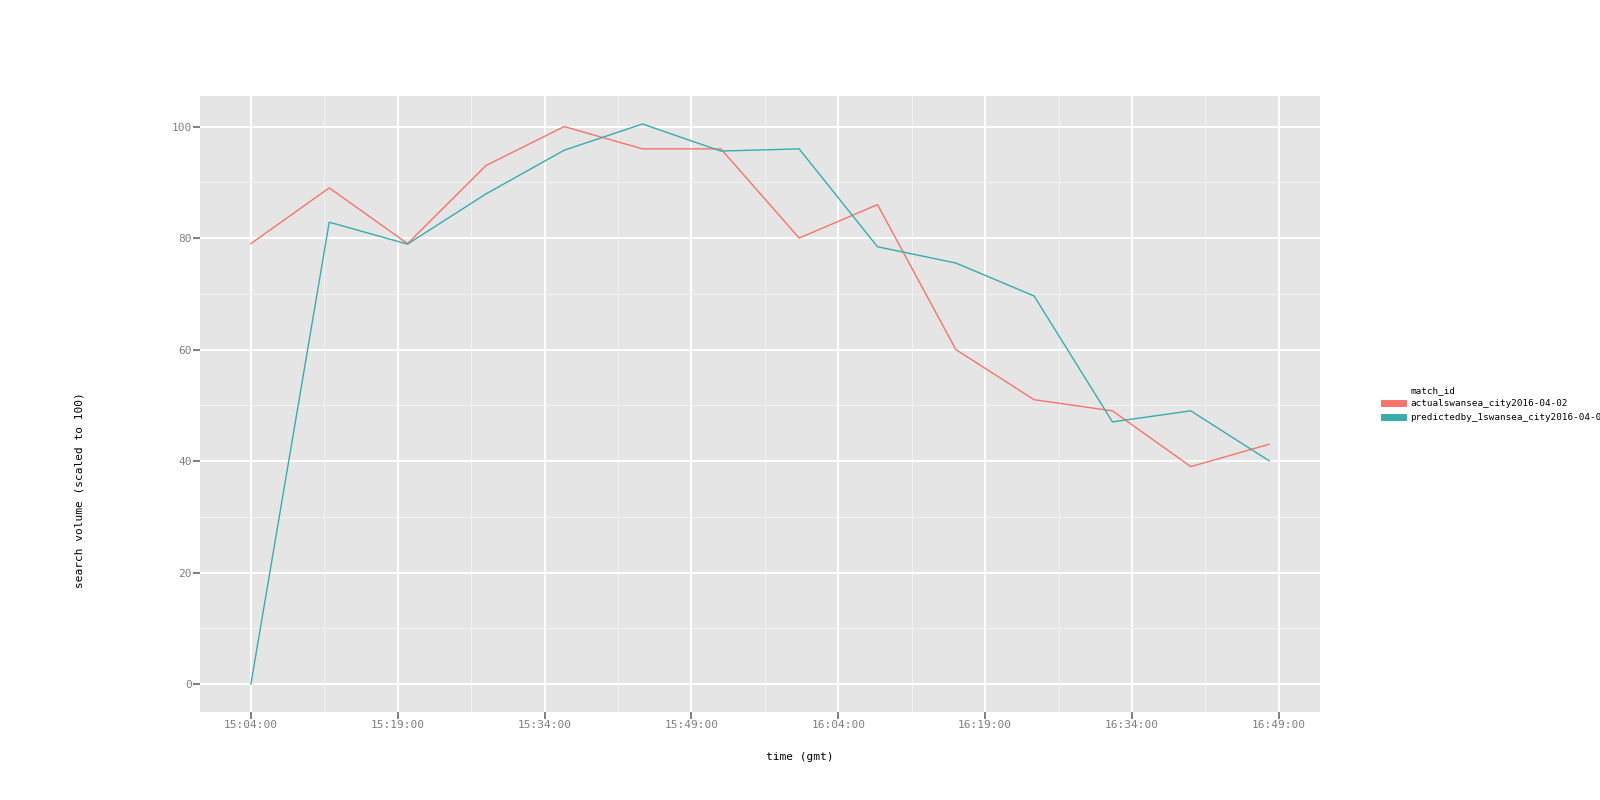 100
80
60
40
20
0
search volume (scaled to 100)
15:04:00 15:19:00 15:34:00 15:49:00 16:04:00 16:19:00 16:34:00 16:49:00
time (gmt)
match_id
actualswansea_city2016-04-02
predictedby_1swansea_city2016-04-0